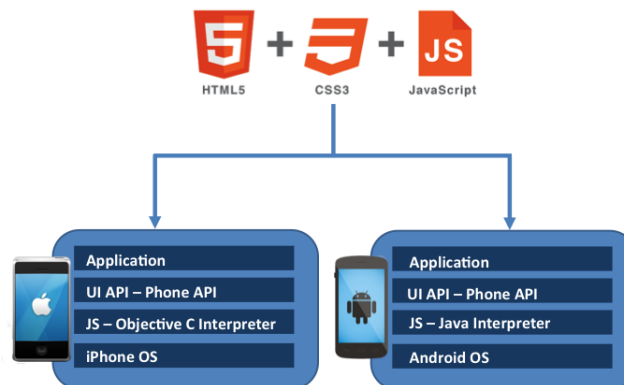 JS
HTML5
CSS3
JavaScript
Application
UI API – Phone API
JS – Objective C Interpreter
iPhone OS
Application
UI API – Phone API
JS – Java Interpreter
Android OS